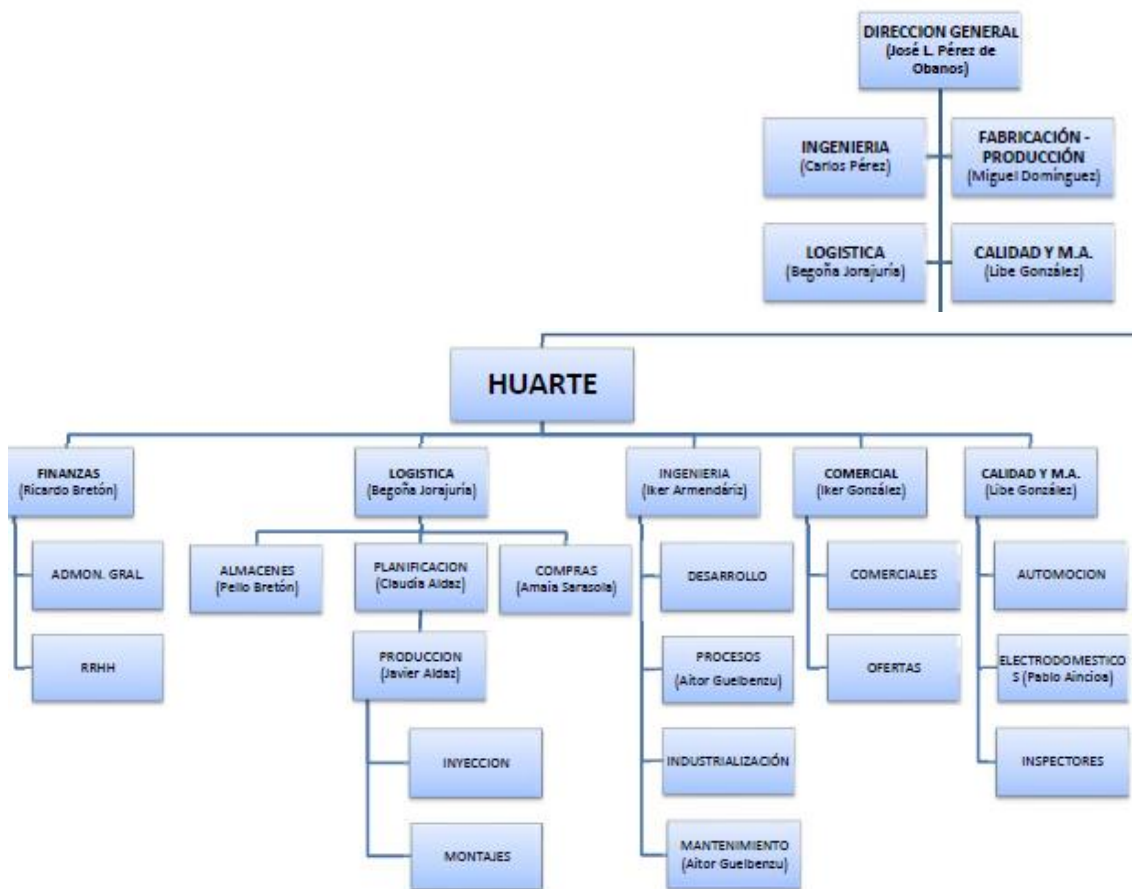 DIRECCION GENERAL
(José L. Pérez de
Obanos)
INGENIERIA
(Carlos Pérez)
FABRICACIÓN -
PRODUCCIÓN
(Miguel Domínguez)
LOGISTICA
(Begoña Jorajuría)
CALIDAD Y M.A.
(Libe González)
HUARTE
FINANZAS
(Ricardo Bretón)
LOGISTICA
(Begoña Jorajuría)
INGENIERIA
(Iker Armendáriz)
COMERCIAL
(Iker González)
CALIDAD Y M.A.
(Libe González)
ADMON. GRAL.
RRHH
ALMACENES
(Pello Bretón)
PLANIFICACION
(Claudia Aldaz)
COMPRAS
(Amaia Sarasola)
PRODUCCION
(Javier Aldaz)
INYECCION
MONTAJES
DESARROLLO
PROCESOS
(Aitor Guelbenzu)
INDUSTRIALIZACIÓN
MANTENIMIENTO
(Aitor Guelbenzu)
COMERCIALES
OFERTAS
AUTOMOCION
ELECTRODOMESTICO
S (Pablo Aincioa)
INSPECTORES